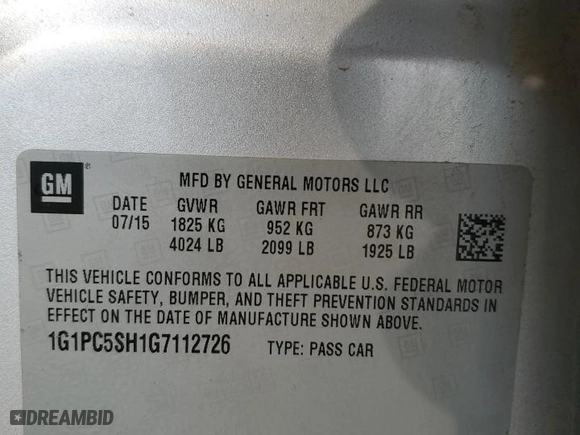 GM ®
MFD BY GENERAL MOTORS LLC
DATE GVWR GAWR FRT GAWR RR
07/15 1825 KG 952 KG 873 KG
4024 LB 2099 LB 1925 LB
THIS VEHICLE CONFORMS TO ALL APPLICABLE U.S. FEDERAL MOTOR
VEHICLE SAFETY, BUMPER, AND THEFT PREVENTION STANDARDS IN
EFFECT ON THE DATE OF MANUFACTURE SHOWN ABOVE.
1G1PC5SH1G7112726 TYPE: PASS CAR
DREAMBID